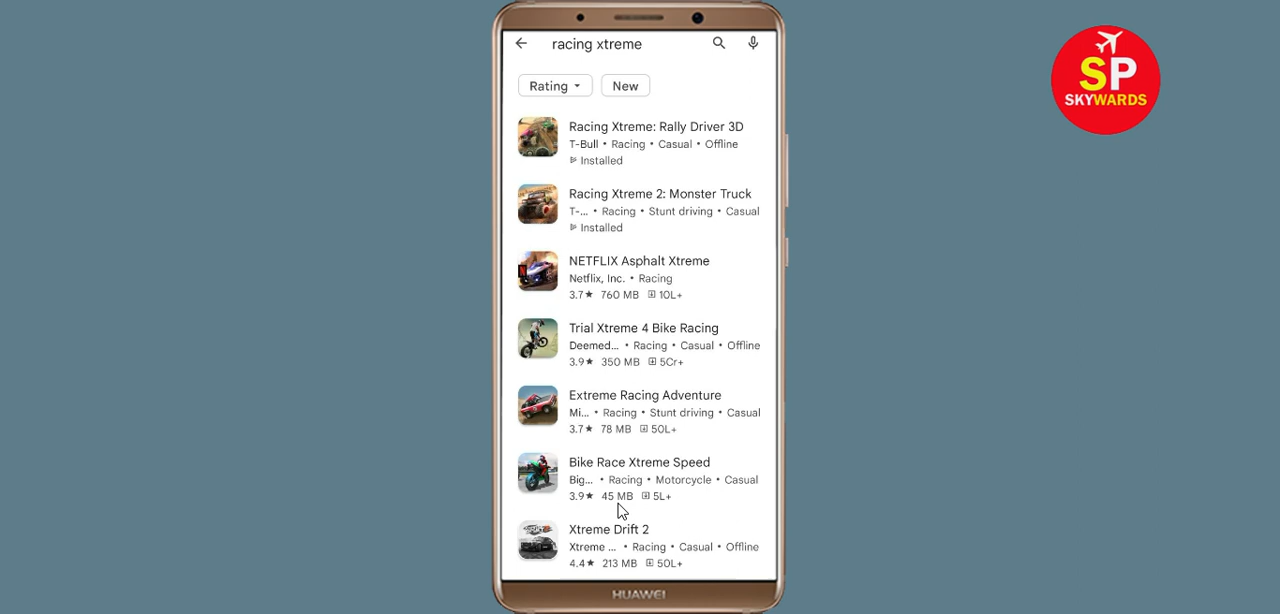 racing xtreme
Rating
New
Racing Xtreme: Rally Driver 3D
T-Bull • Racing • Casual • Offline
Installed
Racing Xtreme 2: Monster Truck
T-... • Racing • Stunt driving • Casual
Installed
NETFLIX Asphalt Xtreme
Netflix, Inc. • Racing
3.7★ 760 MB 10L+
Trial Xtreme 4 Bike Racing
Deemed... • Racing • Casual • Offline
3.9★ 350 MB 5Cr+
Extreme Racing Adventure
Mi... • Racing • Stunt driving • Casual
3.7★ 78 MB 50L+
Bike Race Xtreme Speed
Big... • Racing • Motorcycle • Casual
3.9★ 45 MB 5L+
Xtreme Drift 2
Xtreme ... • Racing • Casual • Offline
4.4★ 213 MB 50L+
HUAWEI
SP
SKYWARDS